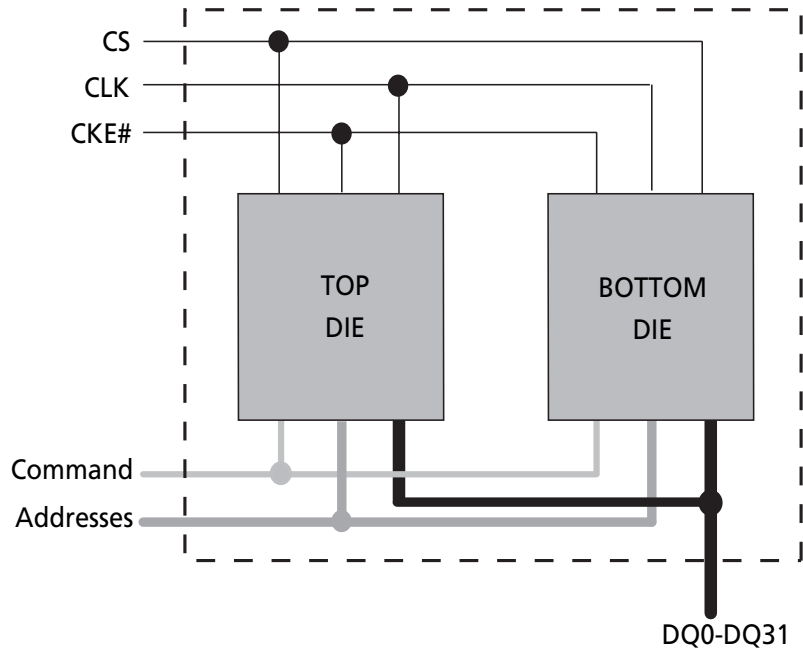 CS
CLK
CKE#
TOP
DIE
BOTTOM
DIE
Command
Addresses
DQ0-DQ31